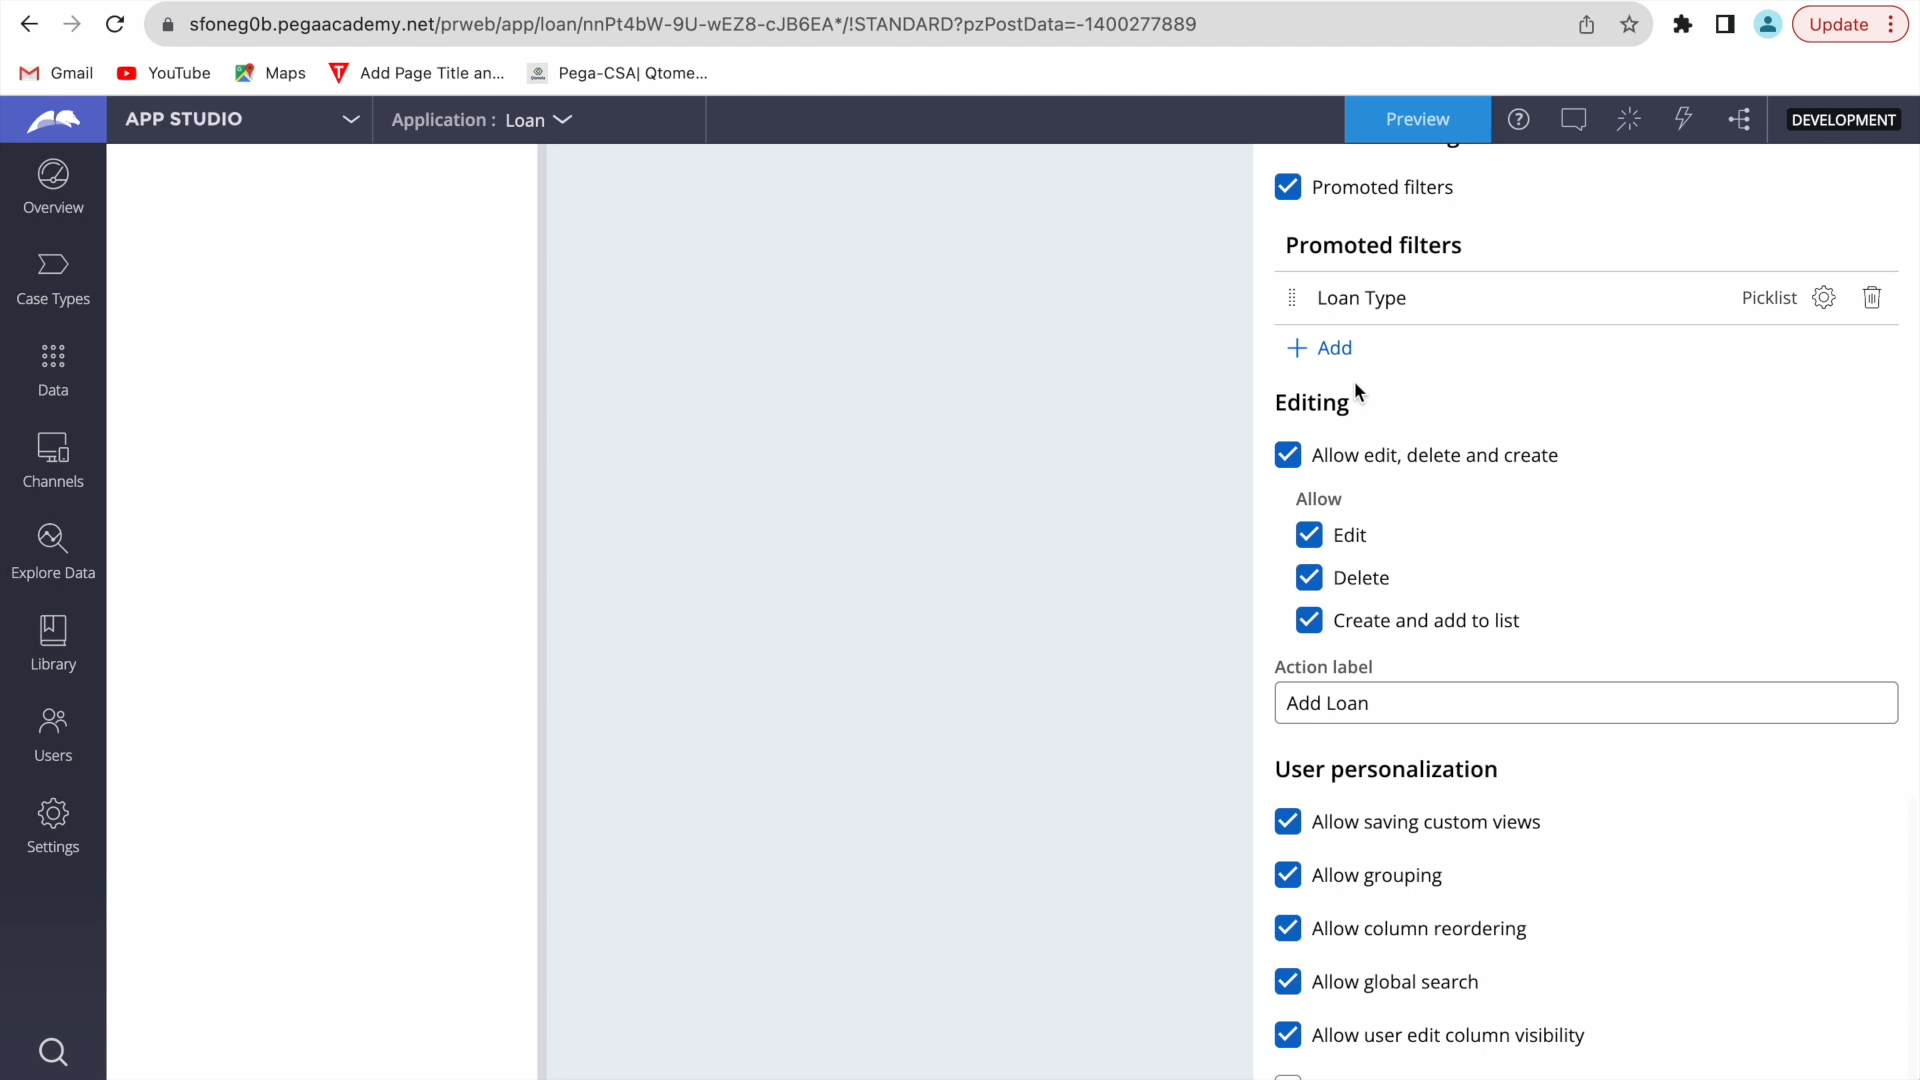 sfoneg0b.pegaacademy.net/prweb/app/loan/nnPt4bW-9U-wEZ8-cJB6EA*/!STANDARD?pzPostData=-1400277889
Update
Gmail YouTube Maps Add Page Title an... Pega-CSA| Qtome...
APP STUDIO Application : Loan Preview DEVELOPMENT
Overview
Case Types
Data
Channels
Explore Data
Library
Users
Settings
Promoted filters
Promoted filters
Loan Type Picklist
Add
Editing
Allow edit, delete and create
Allow
Edit
Delete
Create and add to list
Action label
Add Loan
User personalization
Allow saving custom views
Allow grouping
Allow column reordering
Allow global search
Allow user edit column visibility